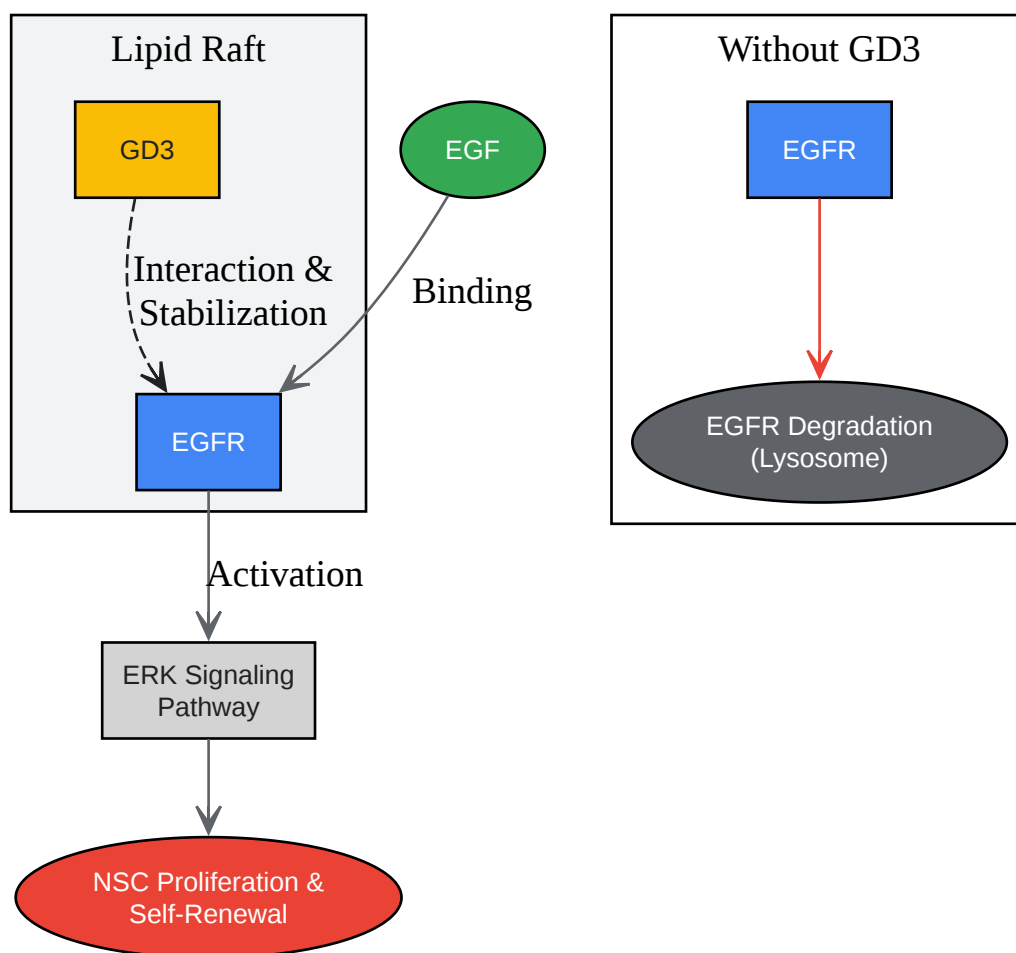 Lipid Raft
GD3
EGF
Interaction &
Stabilization
Binding
EGFR
Activation
ERK Signaling
Pathway
NSC Proliferation &
Self-Renewal
Without GD3
EGFR
EGFR Degradation
(Lysosome)